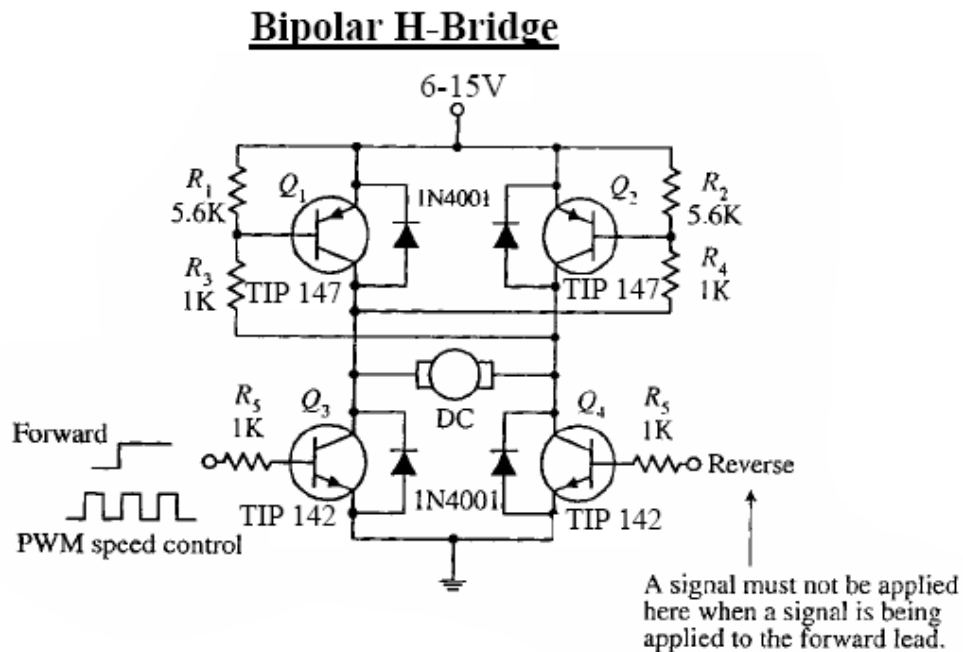 Bipolar H-Bridge
6-15V
R1
5.6K
Q1
1N4001
Q2
R2
5.6K
R3
1K
TIP 147
TIP 147
R4
1K
DC
Forward
R5
1K
Q3
Q4
R5
1K
Reverse
TIP 142
1N4001
TIP 142
PWM speed control
A signal must not be applied
here when a signal is being
applied to the forward lead.